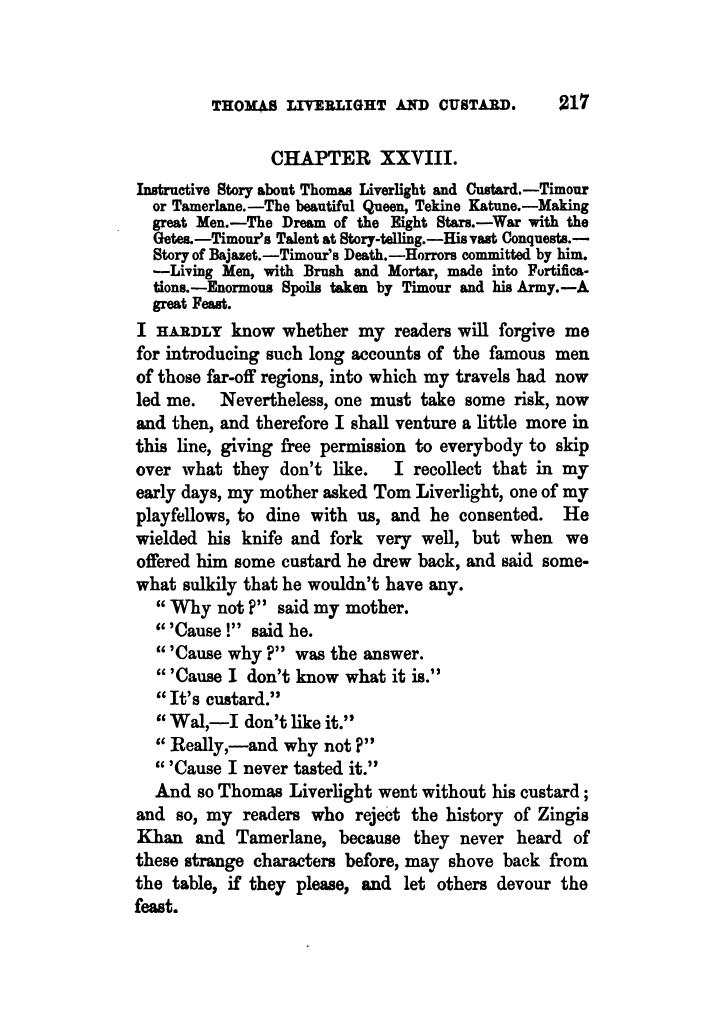 THOMAS LIVERLIGHT AND CUSTARD. 217
CHAPTER XXVIII.
Instructive Story about Thomas Liverlight and Custard.—Timour
or Tamerlane.—The beautiful Queen, Tekine Katune.—Making
great Men.—The Dream of the Eight Stars.—War with the
Getes.—Timour's Talent at Story-telling.—His vast Conquests.—
Story of Bajazet.—Timour's Death.—Horrors committed by him.
—Living Men, with Brush and Mortar, made into Fortifica-
tions.—Enormous Spoils taken by Timour and his Army.—A
great Feast.
I HARDLY know whether my readers will forgive me
for introducing such long accounts of the famous men
of those far-off regions, into which my travels had now
led me. Nevertheless, one must take some risk, now
and then, and therefore I shall venture a little more in
this line, giving free permission to everybody to skip
over what they don't like. I recollect that in my
early days, my mother asked Tom Liverlight, one of my
playfellows, to dine with us, and he consented. He
wielded his knife and fork very well, but when we
offered him some custard he drew back, and said some-
what sulkily that he wouldn't have any.
"Why not?" said my mother.
"'Cause!" said he.
"'Cause why?" was the answer.
"'Cause I don't know what it is."
"It's custard."
"Wal,—I don't like it."
"Really,—and why not?"
"'Cause I never tasted it."
And so Thomas Liverlight went without his custard;
and so, my readers who reject the history of Zingis
Khan and Tamerlane, because they never heard of
these strange characters before, may shove back from
the table, if they please, and let others devour the
feast.